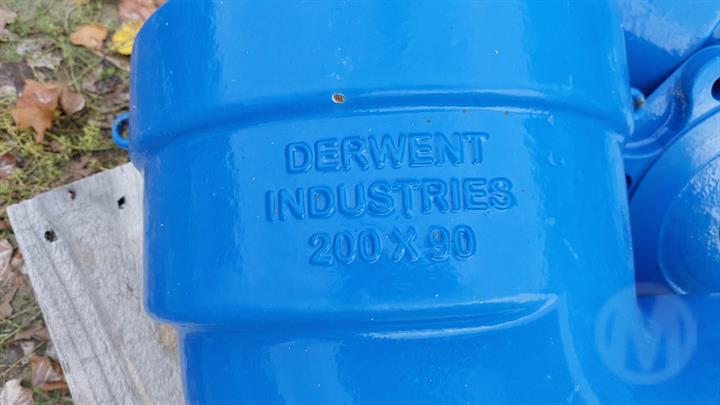 DERWENT
INDUSTRIES
200 X 90
M